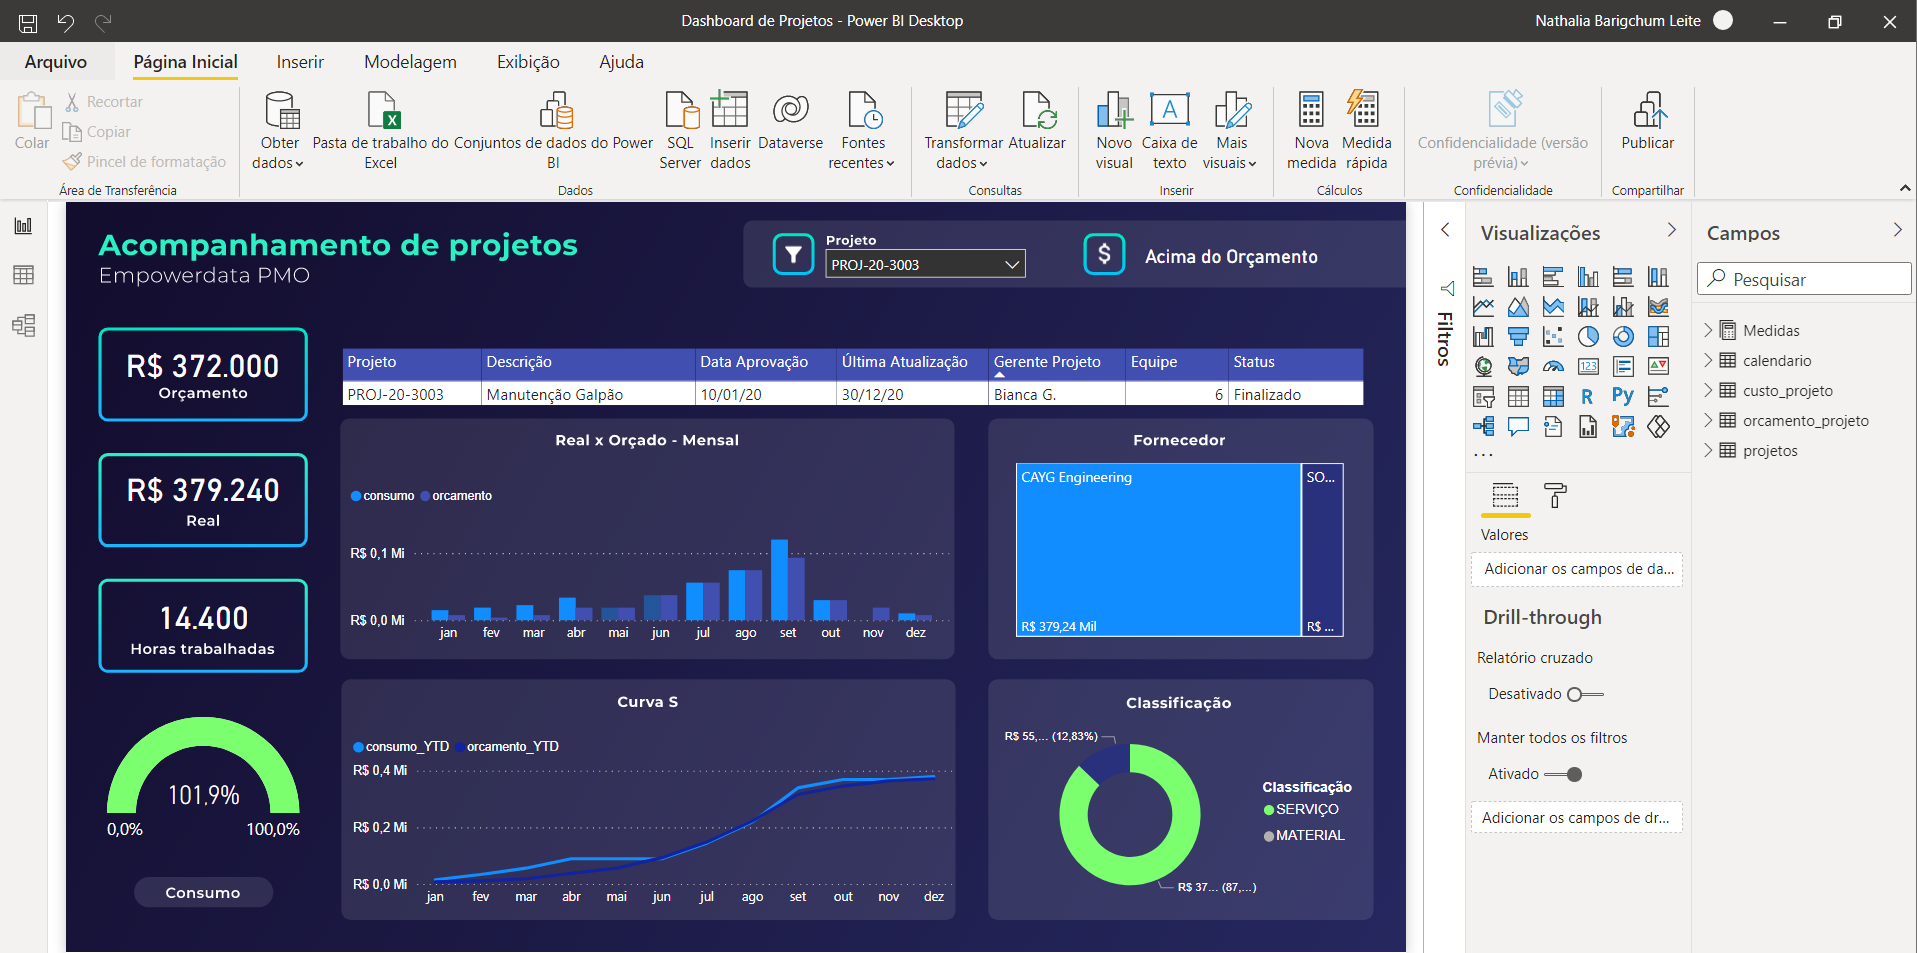 Dashboard de Projetos - Power BI Desktop
Nathalia Barigchum Leite
Arquivo
Página Inicial
Inserir
Modelagem
Exibição
Ajuda
Colar
Recortar
Copiar
Pincel de formatação
Área de Transferência
Obter dados
Pasta de trabalho do Excel
Conjuntos de dados do Power BI
SQL Server
Inserir dados
Dataverse
Fontes recentes
Dados
Transformar dados
Atualizar
Consultas
Novo visual
Caixa de texto
Mais visuais
Inserir
Nova medida
Medida rápida
Cálculos
Confidencialidade (versão prévia)
Confidencialidade
Publicar
Compartilhar
Acompanhamento de projetos
Empowerdata PMO
Projeto
PROJ-20-3003
$
Acima do Orçamento
R$ 372.000
Orçamento
R$ 379.240
Real
14.400
Horas trabalhadas
101,9%
0,0%
100,0%
Consumo
Projeto Descrição Data Aprovação Última Atualização Gerente Projeto Equipe Status
PROJ-20-3003 Manutenção Galpão 10/01/20 30/12/20 Bianca G. 6 Finalizado
Real x Orçado - Mensal
consumo orcamento
R$ 0,1 Mi
R$ 0,0 Mi
jan fev mar abr mai jun jul ago set out nov dez
Fornecedor
CAYG Engineering
SO...
R$ 379,24 Mil
R$ ...
Curva S
consumo_YTD orcamento_YTD
R$ 0,4 Mi
R$ 0,2 Mi
R$ 0,0 Mi
jan fev mar abr mai jun jul ago set out nov dez
Classificação
R$ 55,... (12,83%)
R$ 37... (87,...)
Classificação
SERVIÇO
MATERIAL
Filtros
Visualizações
123
R
Py
...
Valores
Adicionar os campos de da...
Drill-through
Relatório cruzado
Desativado
Manter todos os filtros
Ativado
Adicionar os campos de dr...
Campos
Pesquisar
Medidas
calendario
custo_projeto
orcamento_projeto
projetos